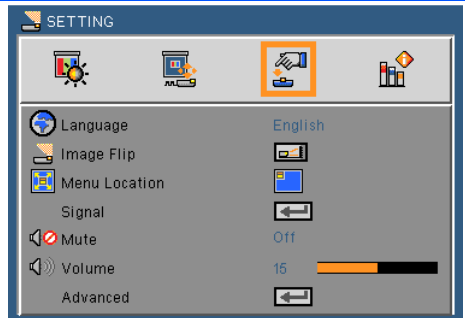 SETTING
Language English
Image Flip
Menu Location
Signal
Mute Off
Volume 15
Advanced